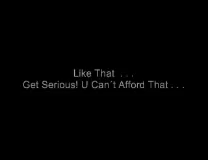 Like That . . .
Get Serious! U Can´t Afford That . . .